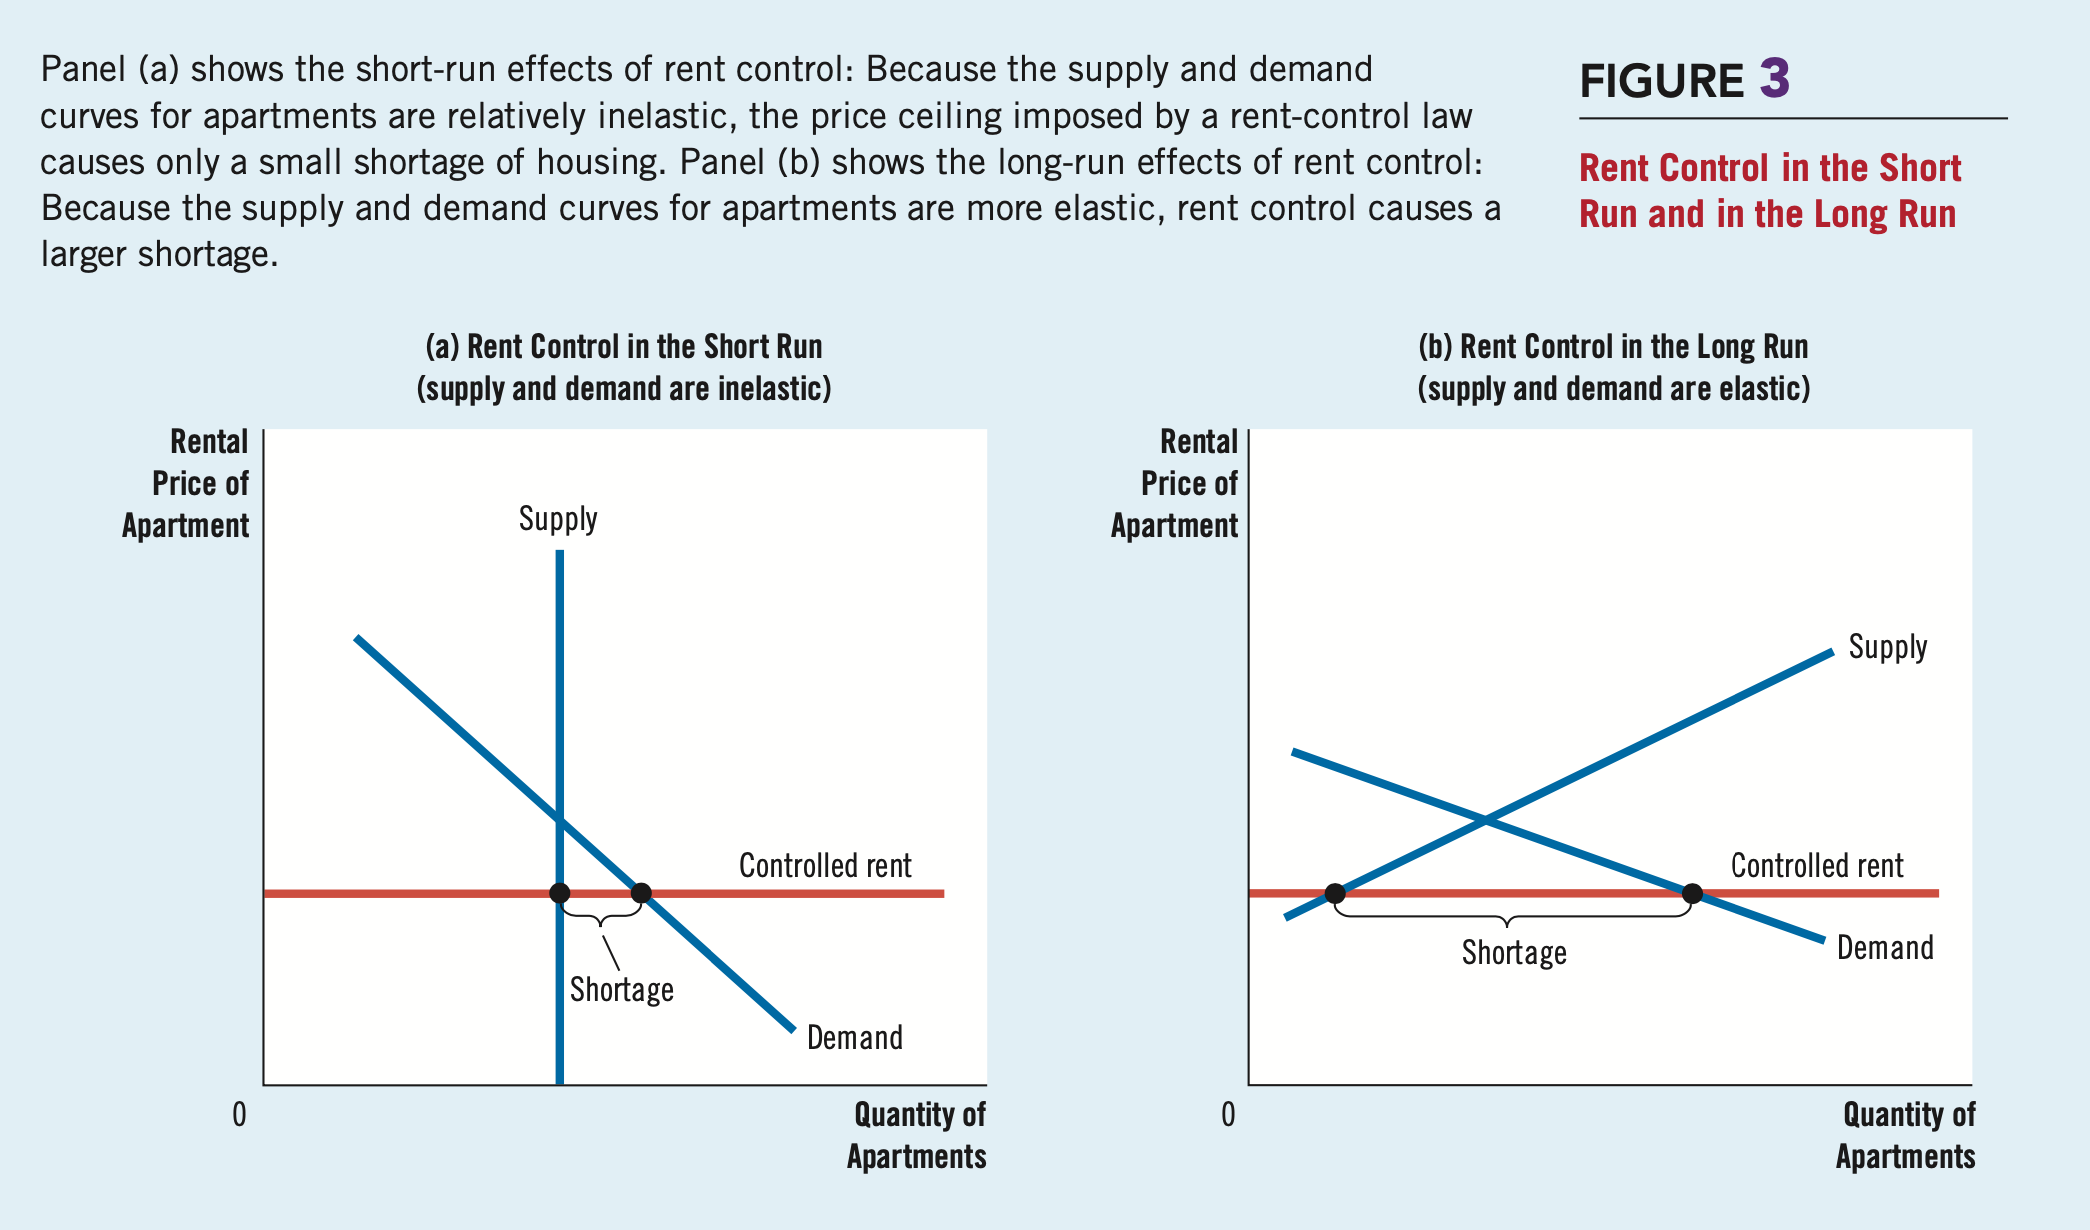 Panel (a) shows the short-run effects of rent control: Because the supply and demand
curves for apartments are relatively inelastic, the price ceiling imposed by a rent-control law
causes only a small shortage of housing. Panel (b) shows the long-run effects of rent control:
Because the supply and demand curves for apartments are more elastic, rent control causes a
larger shortage.
FIGURE 3
Rent Control in the Short
Run and in the Long Run
(a) Rent Control in the Short Run
(supply and demand are inelastic)
Rental
Price of
Apartment
Supply
Controlled rent
Shortage
Demand
0
Quantity of
Apartments
(b) Rent Control in the Long Run
(supply and demand are elastic)
Rental
Price of
Apartment
Supply
Controlled rent
Shortage
Demand
0
Quantity of
Apartments